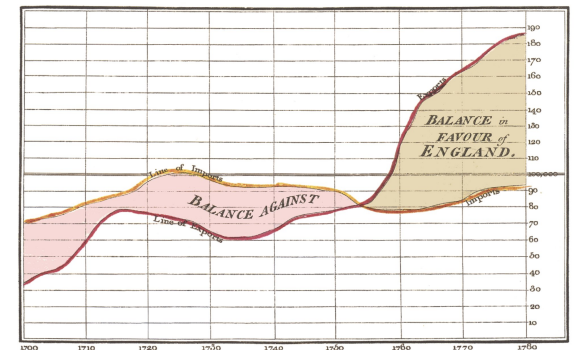 190
180
170
160
150
140
130
120
110
100,000
90
80
70
60
50
40
30
20
10
Exports
BALANCE in
FAVOUR of
ENGLAND.
Line of Imports
BALANCE AGAINST
Imports
Line of Exports
1700 1710 1720 1730 1740 1750 1760 1770 1780